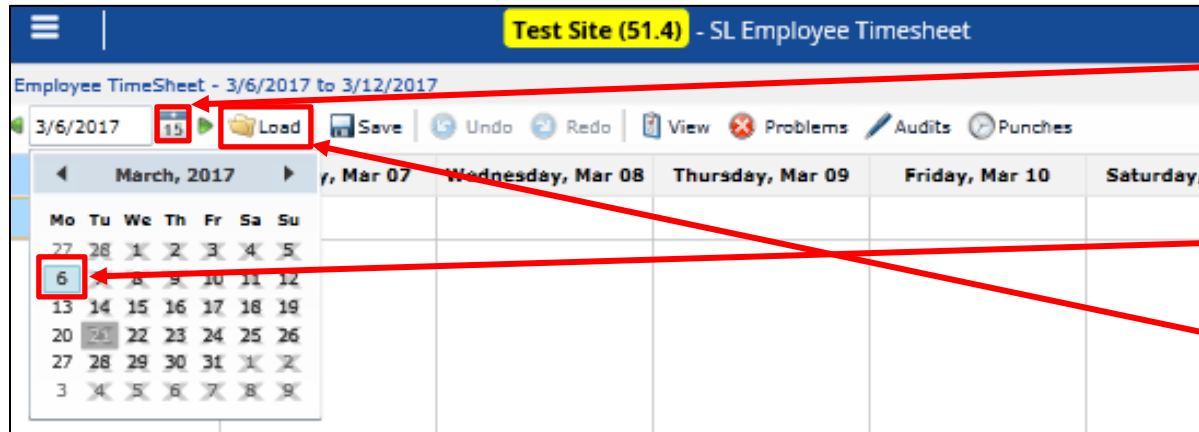 Test Site (51.4) - SL Employee Timesheet
Employee TimeSheet - 3/6/2017 to 3/12/2017
3/6/2017 15 Load Save Undo Redo View Problems Audits Punches
March, 2017 y, Mar 07 Wednesday, Mar 08 Thursday, Mar 09 Friday, Mar 10 Saturday,
Mo Tu We Th Fr Sa Su
27 28 1 2 3 4 5
6 7 8 9 10 11 12
13 14 15 16 17 18 19
20 21 22 23 24 25 26
27 28 29 30 31 1 2
3 4 5 6 7 8 9